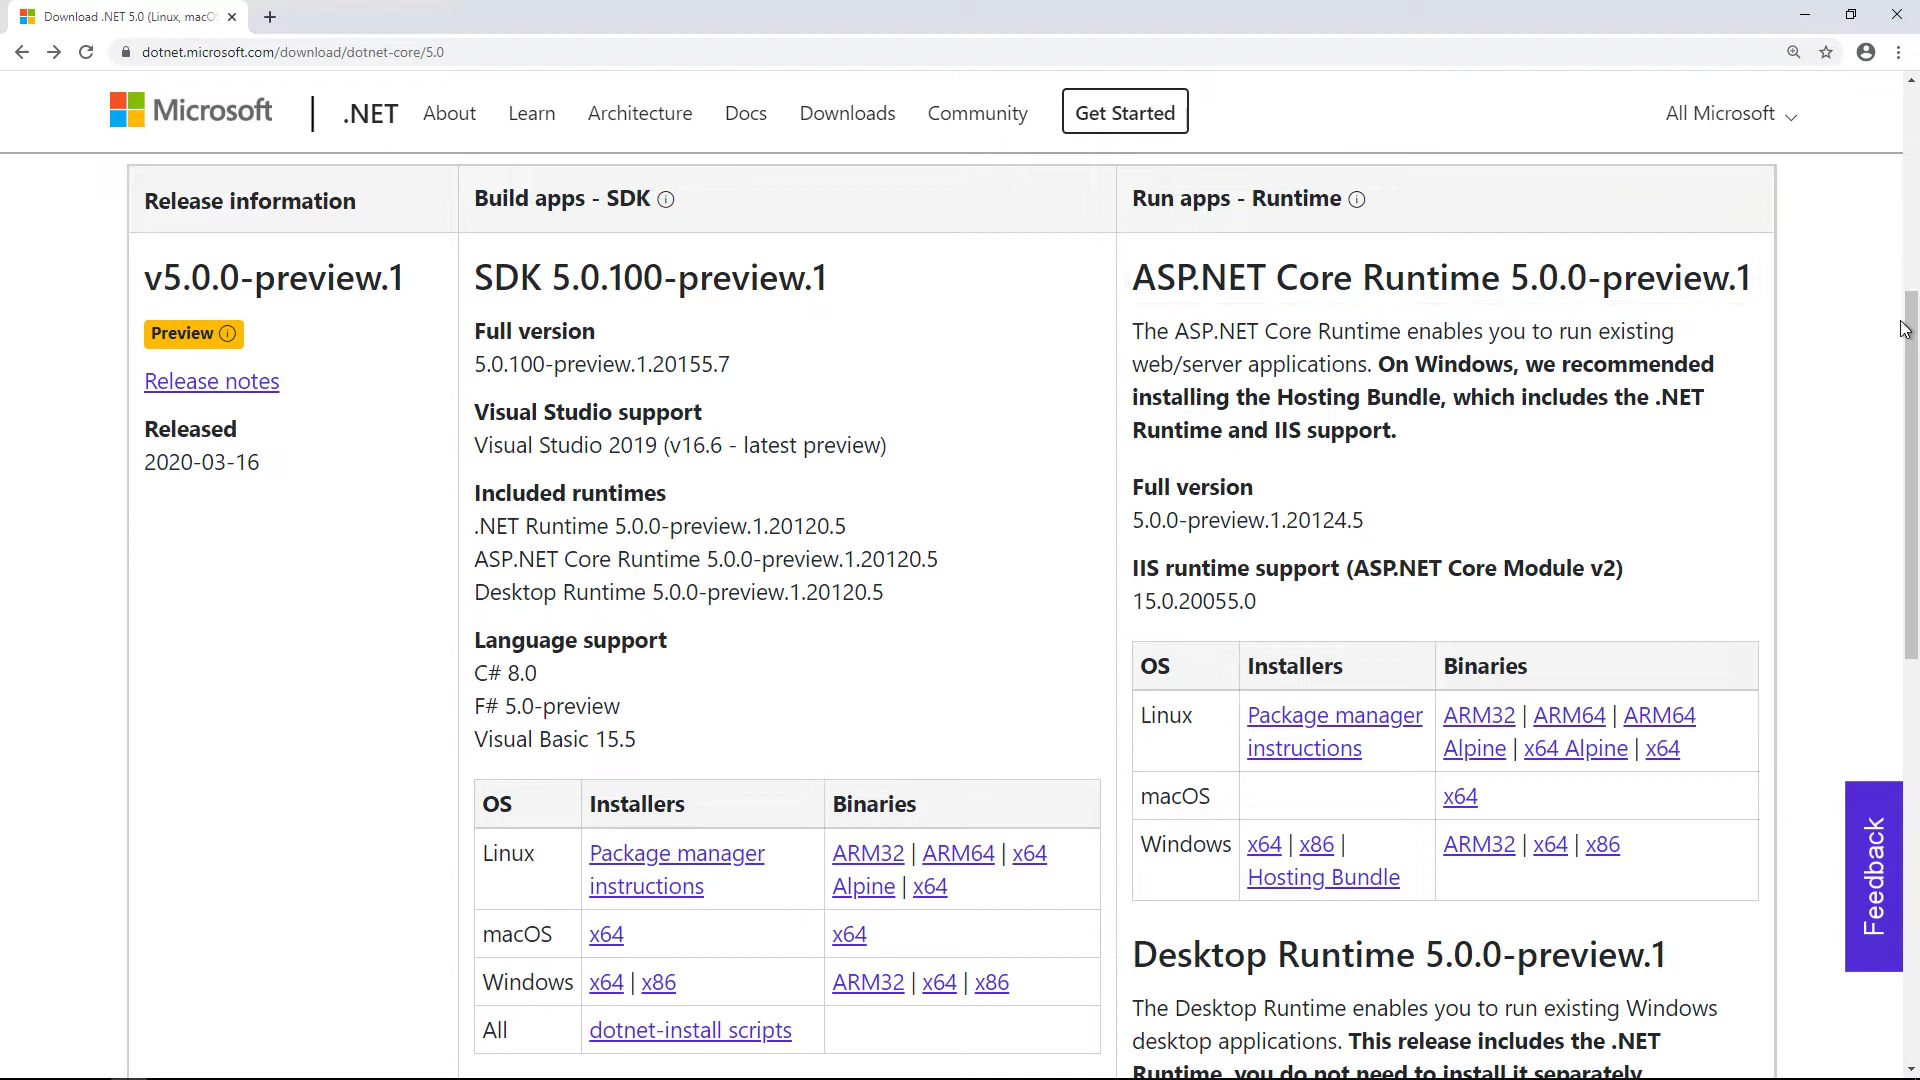 Download .NET 5.0 (Linux, macO
dotnet.microsoft.com/download/dotnet-core/5.0
Microsoft
.NET
About
Learn
Architecture
Docs
Downloads
Community
Get Started
All Microsoft
Release information
v5.0.0-preview.1
Preview
Release notes
Released
2020-03-16
Build apps - SDK
SDK 5.0.100-preview.1
Full version
5.0.100-preview.1.20155.7
Visual Studio support
Visual Studio 2019 (v16.6 - latest preview)
Included runtimes
.NET Runtime 5.0.0-preview.1.20120.5
ASP.NET Core Runtime 5.0.0-preview.1.20120.5
Desktop Runtime 5.0.0-preview.1.20120.5
Language support
C# 8.0
F# 5.0-preview
Visual Basic 15.5
OS Installers Binaries
Linux Package manager ARM32 | ARM64 | x64
instructions Alpine | x64
macOS x64 x64
Windows x64 | x86 ARM32 | x64 | x86
All dotnet-install scripts
Run apps - Runtime
ASP.NET Core Runtime 5.0.0-preview.1
The ASP.NET Core Runtime enables you to run existing
web/server applications. On Windows, we recommended
installing the Hosting Bundle, which includes the .NET
Runtime and IIS support.
Full version
5.0.0-preview.1.20124.5
IIS runtime support (ASP.NET Core Module v2)
15.0.20055.0
OS Installers Binaries
Linux Package manager ARM32 | ARM64 | ARM64
instructions Alpine | x64 Alpine | x64
macOS x64
Windows x64 | x86 | ARM32 | x64 | x86
Hosting Bundle
Desktop Runtime 5.0.0-preview.1
The Desktop Runtime enables you to run existing Windows
desktop applications. This release includes the .NET
Runtime, you do not need to install it separately.
Feedback